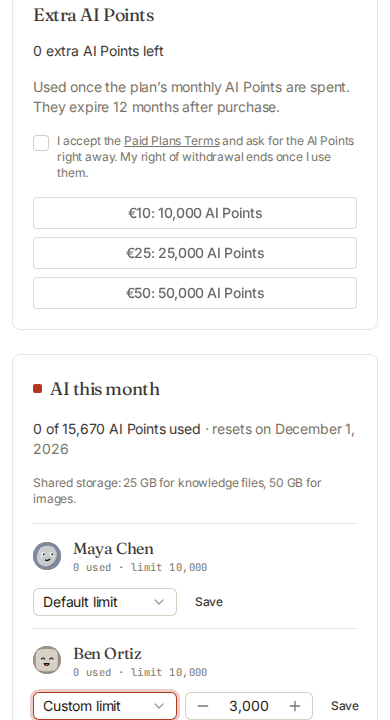 Extra AI Points
0 extra AI Points left
Used once the plan's monthly AI Points are spent.
They expire 12 months after purchase.
I accept the Paid Plans Terms and ask for the AI Points
right away. My right of withdrawal ends once I use
them.
€10: 10,000 AI Points
€25: 25,000 AI Points
€50: 50,000 AI Points
AI this month
0 of 15,670 AI Points used · resets on December 1,
2026
Shared storage: 25 GB for knowledge files, 50 GB for
images.
Maya Chen
0 used · limit 10,000
Default limit Save
Ben Ortiz
0 used · limit 10,000
Custom limit − 3,000 + Save